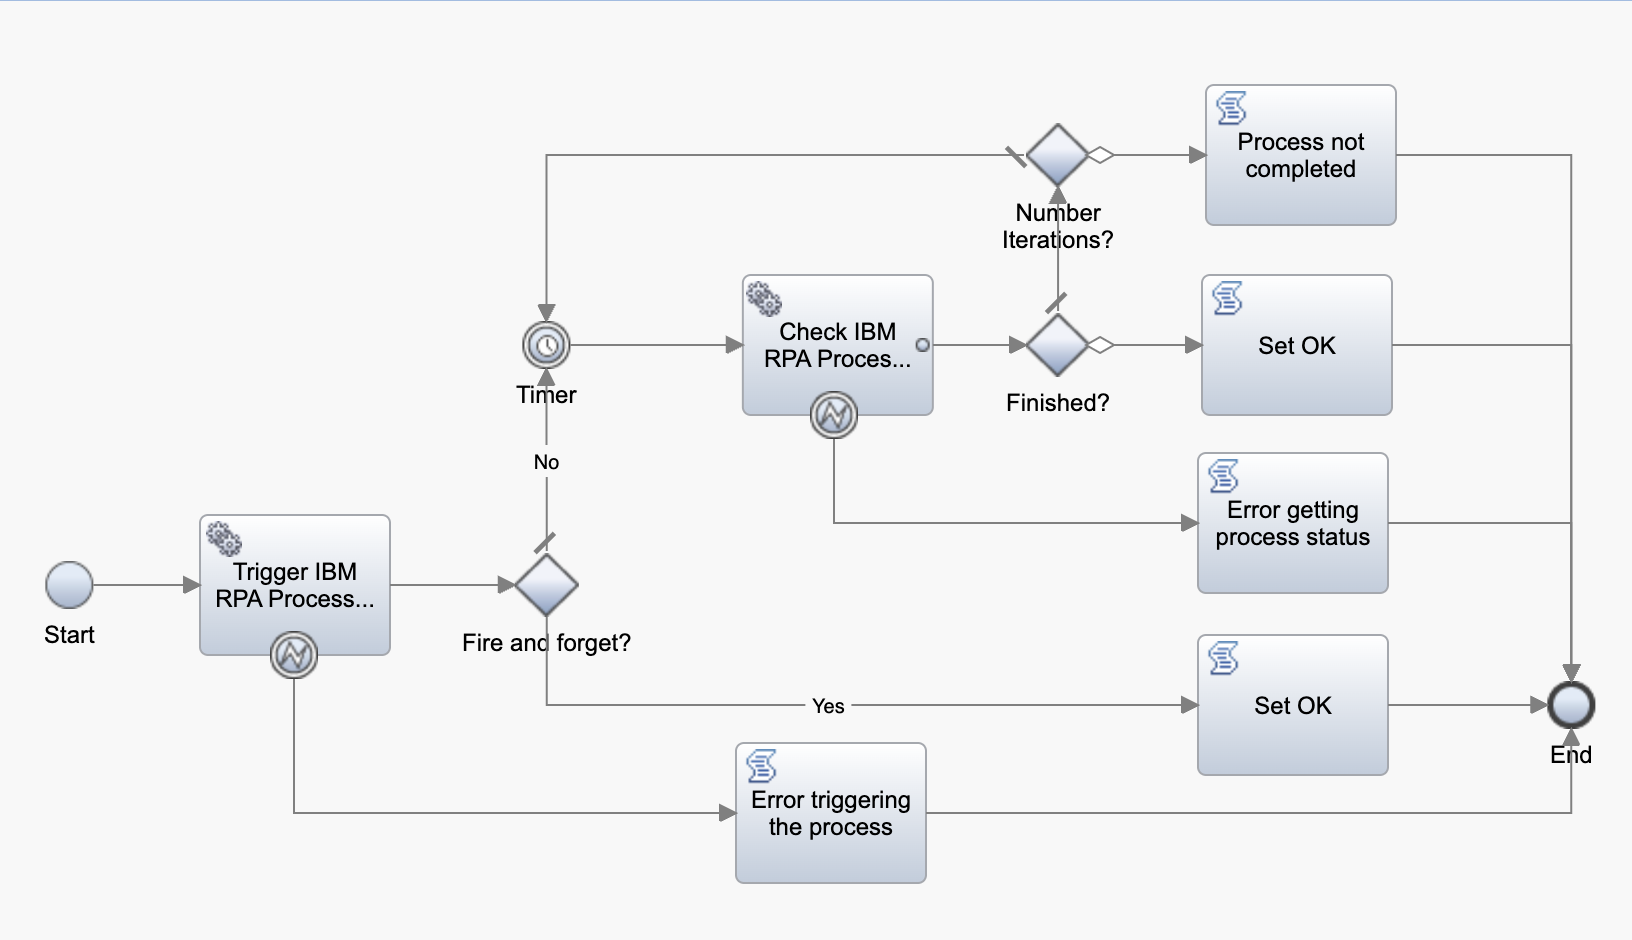 Process not
completed
Number
Iterations?
Check IBM
RPA Proces...
Set OK
Timer
Finished?
No
Error getting
process status
Trigger IBM
RPA Process...
Start
Fire and forget?
Yes
Set OK
End
Error triggering
the process